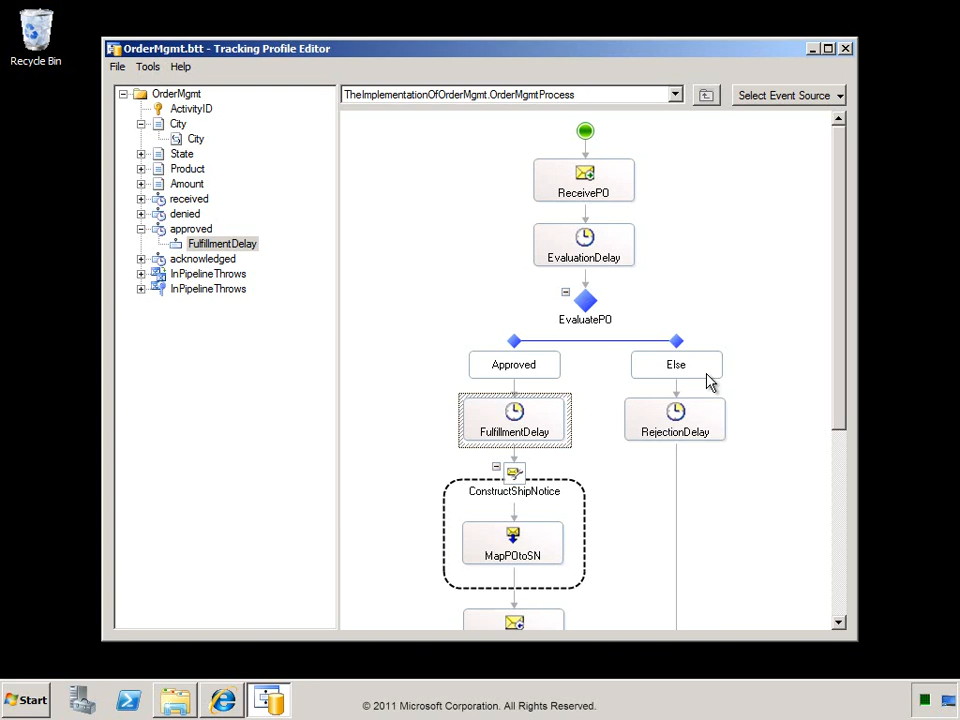 Recycle Bin
OrderMgmt.btt - Tracking Profile Editor
File Tools Help
OrderMgmt
ActivityID
City
City
State
Product
Amount
received
denied
approved
FulfillmentDelay
acknowledged
InPipelineThrows
InPipelineThrows
TheImplementationOfOrderMgmt.OrderMgmtProcess
Select Event Source
ReceivePO
EvaluationDelay
EvaluatePO
Approved
Else
FulfillmentDelay
RejectionDelay
ConstructShipNotice
MapPOtoSN
Start
© 2011 Microsoft Corporation. All Rights Reserved.